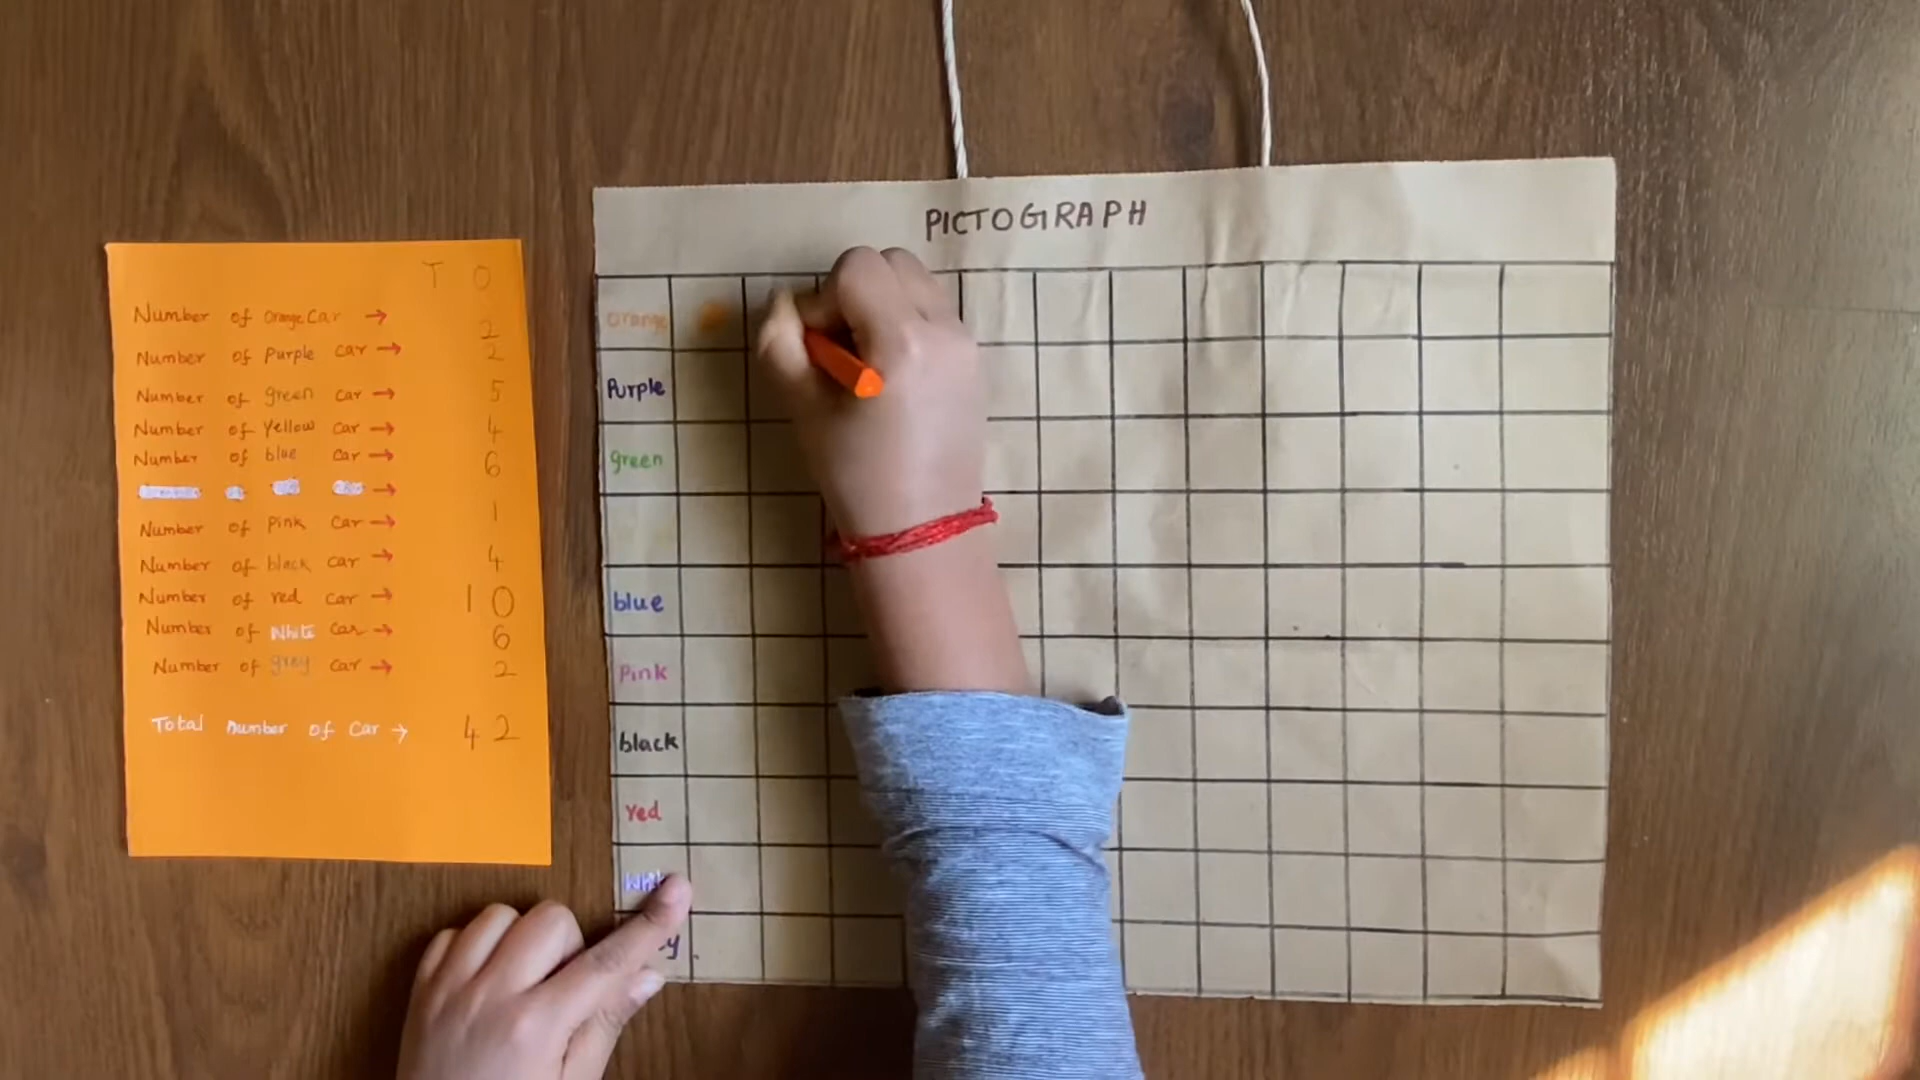 T O
Number of Orange Car → 2
Number of Purple car → 2
Number of green car → 5
Number of yellow car → 4
Number of blue car → 6
→
Number of Pink Car → 1
Number of black car → 4
Number of red car → 10
Number of White Car → 6
Number of grey Car → 2
Total number of Car → 42
PICTOGRAPH
orange
Purple
green
blue
Pink
black
red